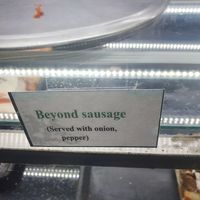 Beyond sausage
(Served with onion,
pepper)